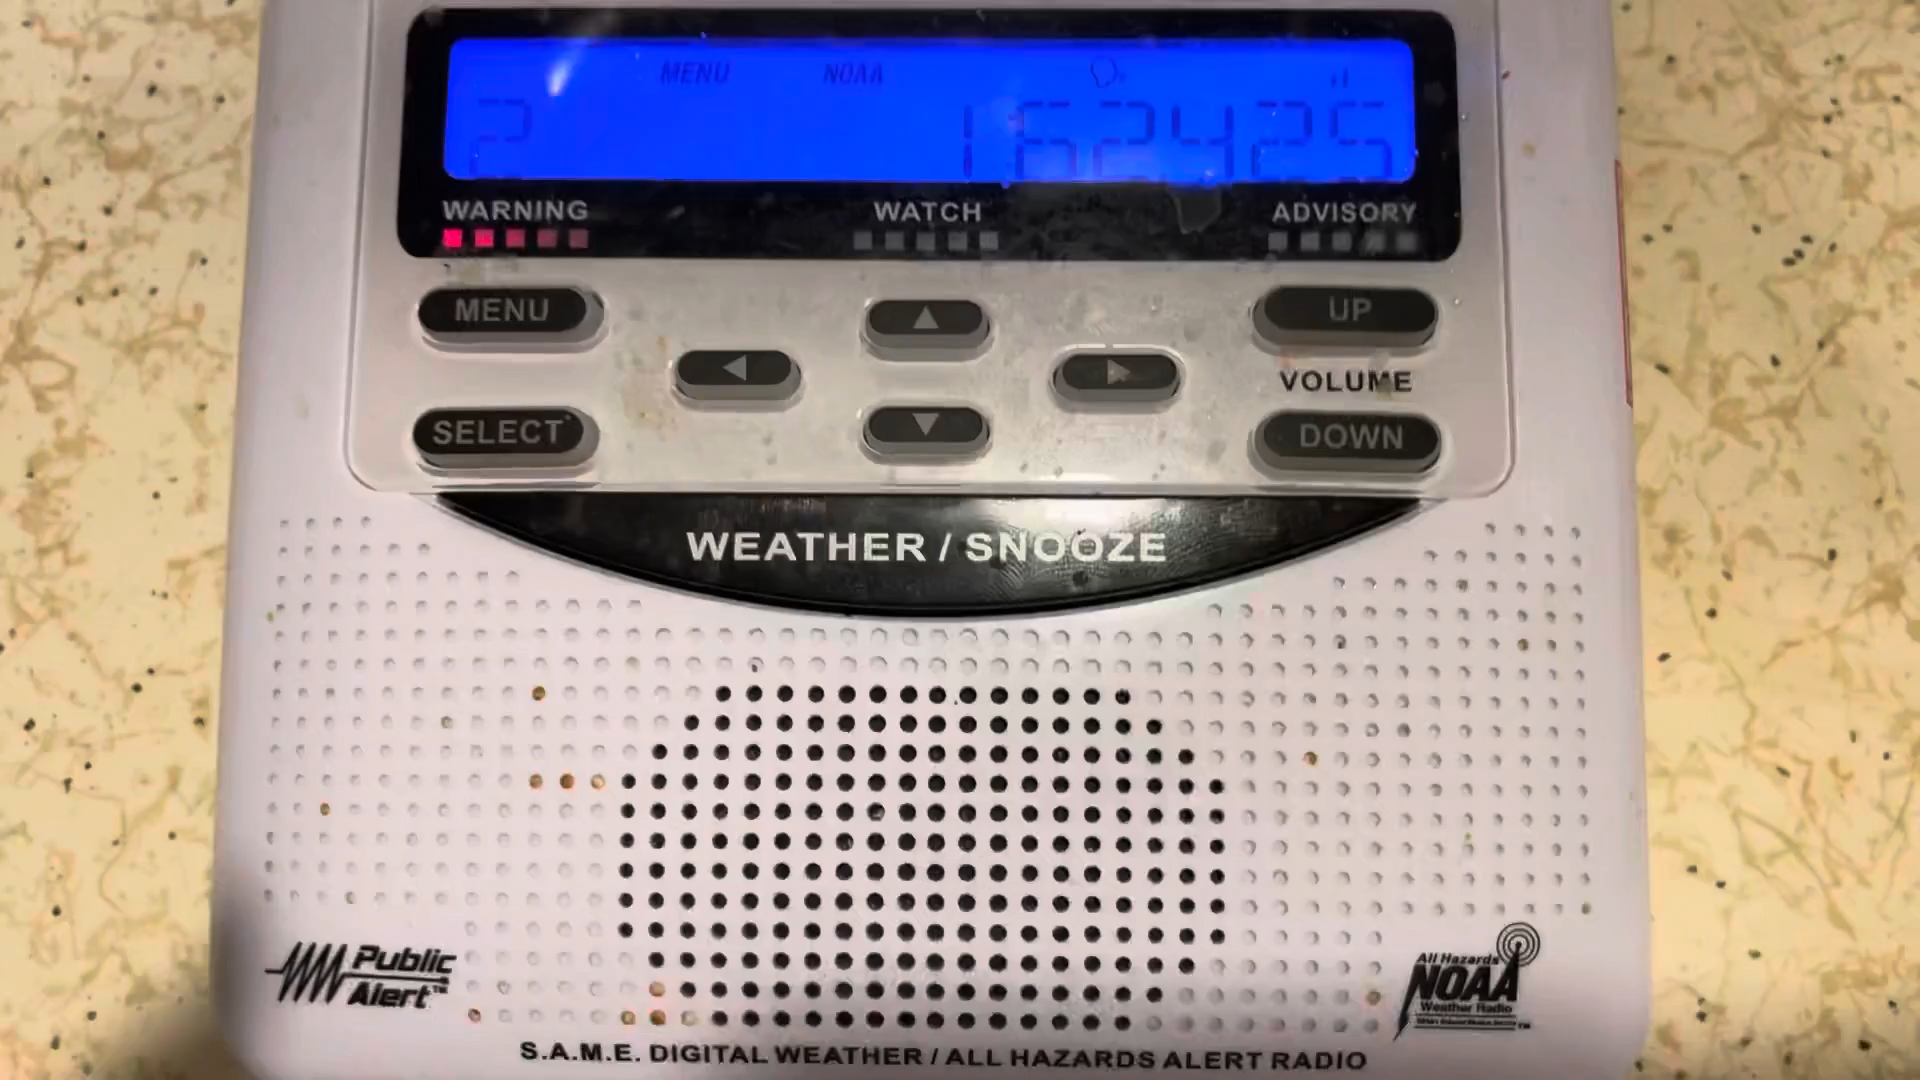 MENU NOAA
2 162425
WARNING WATCH ADVISORY
MENU UP
VOLUME
SELECT DOWN
WEATHER / SNOOZE
Public
Alert™
All Hazards
NOAA
Weather Radio
S.A.M.E. DIGITAL WEATHER / ALL HAZARDS ALERT RADIO